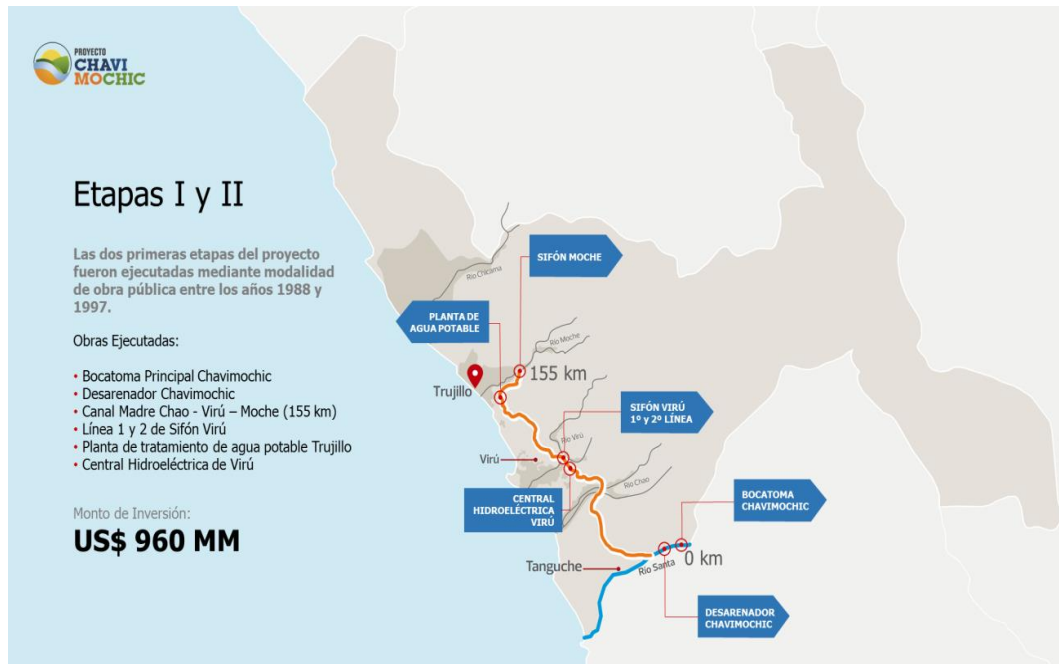 PROYECTO
CHAVI
MOCHIC
Etapas I y II
Las dos primeras etapas del proyecto
fueron ejecutadas mediante modalidad
de obra pública entre los años 1988 y
1997.
Obras Ejecutadas:
• Bocatoma Principal Chavimochic
• Desarenador Chavimochic
• Canal Madre Chao - Virú – Moche (155 km)
• Línea 1 y 2 de Sifón Virú
• Planta de tratamiento de agua potable Trujillo
• Central Hidroeléctrica de Virú
Monto de Inversión:
US$ 960 MM
SIFÓN MOCHE
Río Chicama
PLANTA DE
AGUA POTABLE
Río Moche
155 km
Trujillo
SIFÓN VIRÚ
1º y 2º LÍNEA
Río Virú
Virú
Río Chao
CENTRAL
HIDROELÉCTRICA
VIRÚ
BOCATOMA
CHAVIMOCHIC
0 km
Tanguche
Río Santa
DESARENADOR
CHAVIMOCHIC